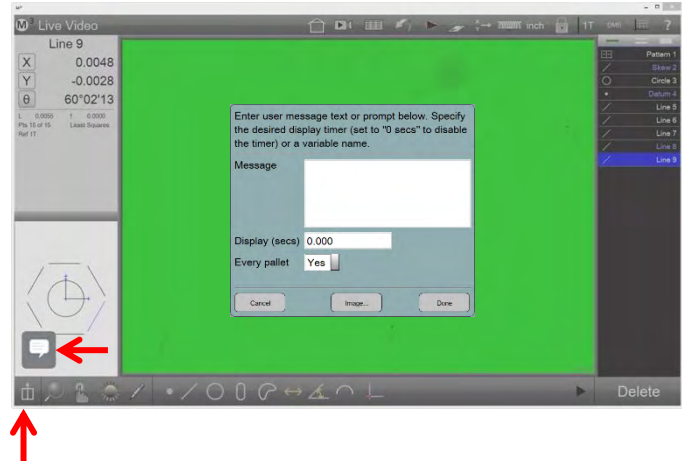 M³ Live Video
inch
1T
DMS
?
Line 9
X 0.0048
Y -0.0028
θ 60°02'13
L 0.0055 f 0.0000
Pts 15 of 15 Least Squares
Ref 1T
Enter user message text or prompt below. Specify
the desired display timer (set to "0 secs" to disable
the timer) or a variable name.
Message
Display (secs) 0.000
Every pallet Yes
Cancel Image... Done
Pattern 1
Skew 2
Circle 3
Datum 4
Line 5
Line 6
Line 7
Line 8
Line 9
Delete